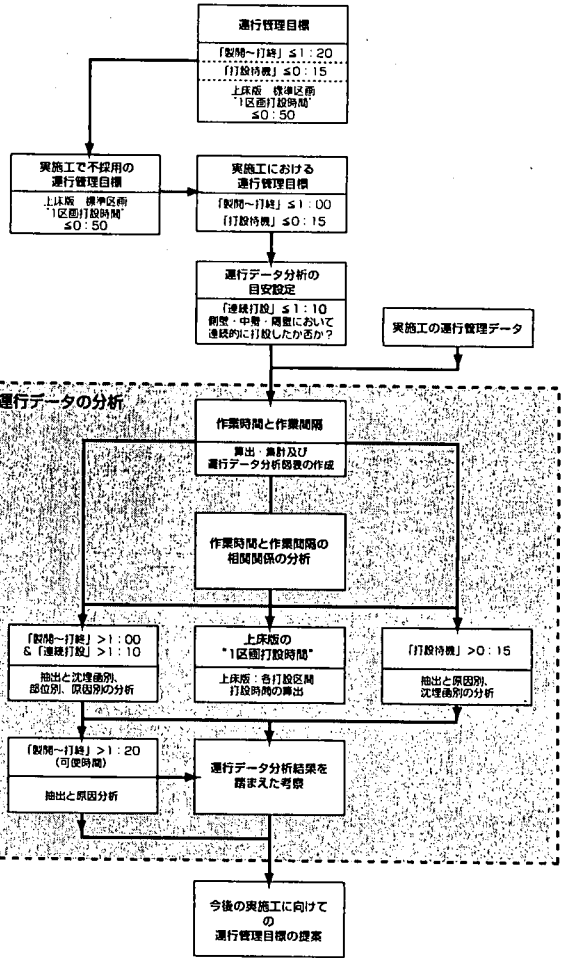 運行管理目標
「製開～打終」≤1：20
「打設待機」≤0：15
上床版　標準区画
"1区画打設時間"
≤0：50
実施工で不採用の
運行管理目標
上床版　標準区画
"1区画打設時間"
≤0：50
実施工における
運行管理目標
「製開～打終」≤1：00
「打設待機」≤0：15
運行データ分析の
目安設定
「連続打設」≤1：10
側壁・中壁・隔壁において
連続的に打設したか否か？
実施工の運行管理データ
運行データの分析
作業時間と作業間隔
算出・集計及び
運行データ分析図表の作成
作業時間と作業間隔の
相関関係の分析
「製開～打終」>1：00
&「連続打設」>1：10
抽出と沈埋函別、
部位別、原因別の分析
上床版の
"1区画打設時間"
上床版：各打設区間
打設時間の算出
「打設待機」>0：15
抽出と原因別、
沈埋函別の分析
「製開～打終」>1：20
（可使時間）
抽出と原因分析
運行データ分析結果を
踏まえた考察
今後の実施工に向けて
の
運行管理目標の提案